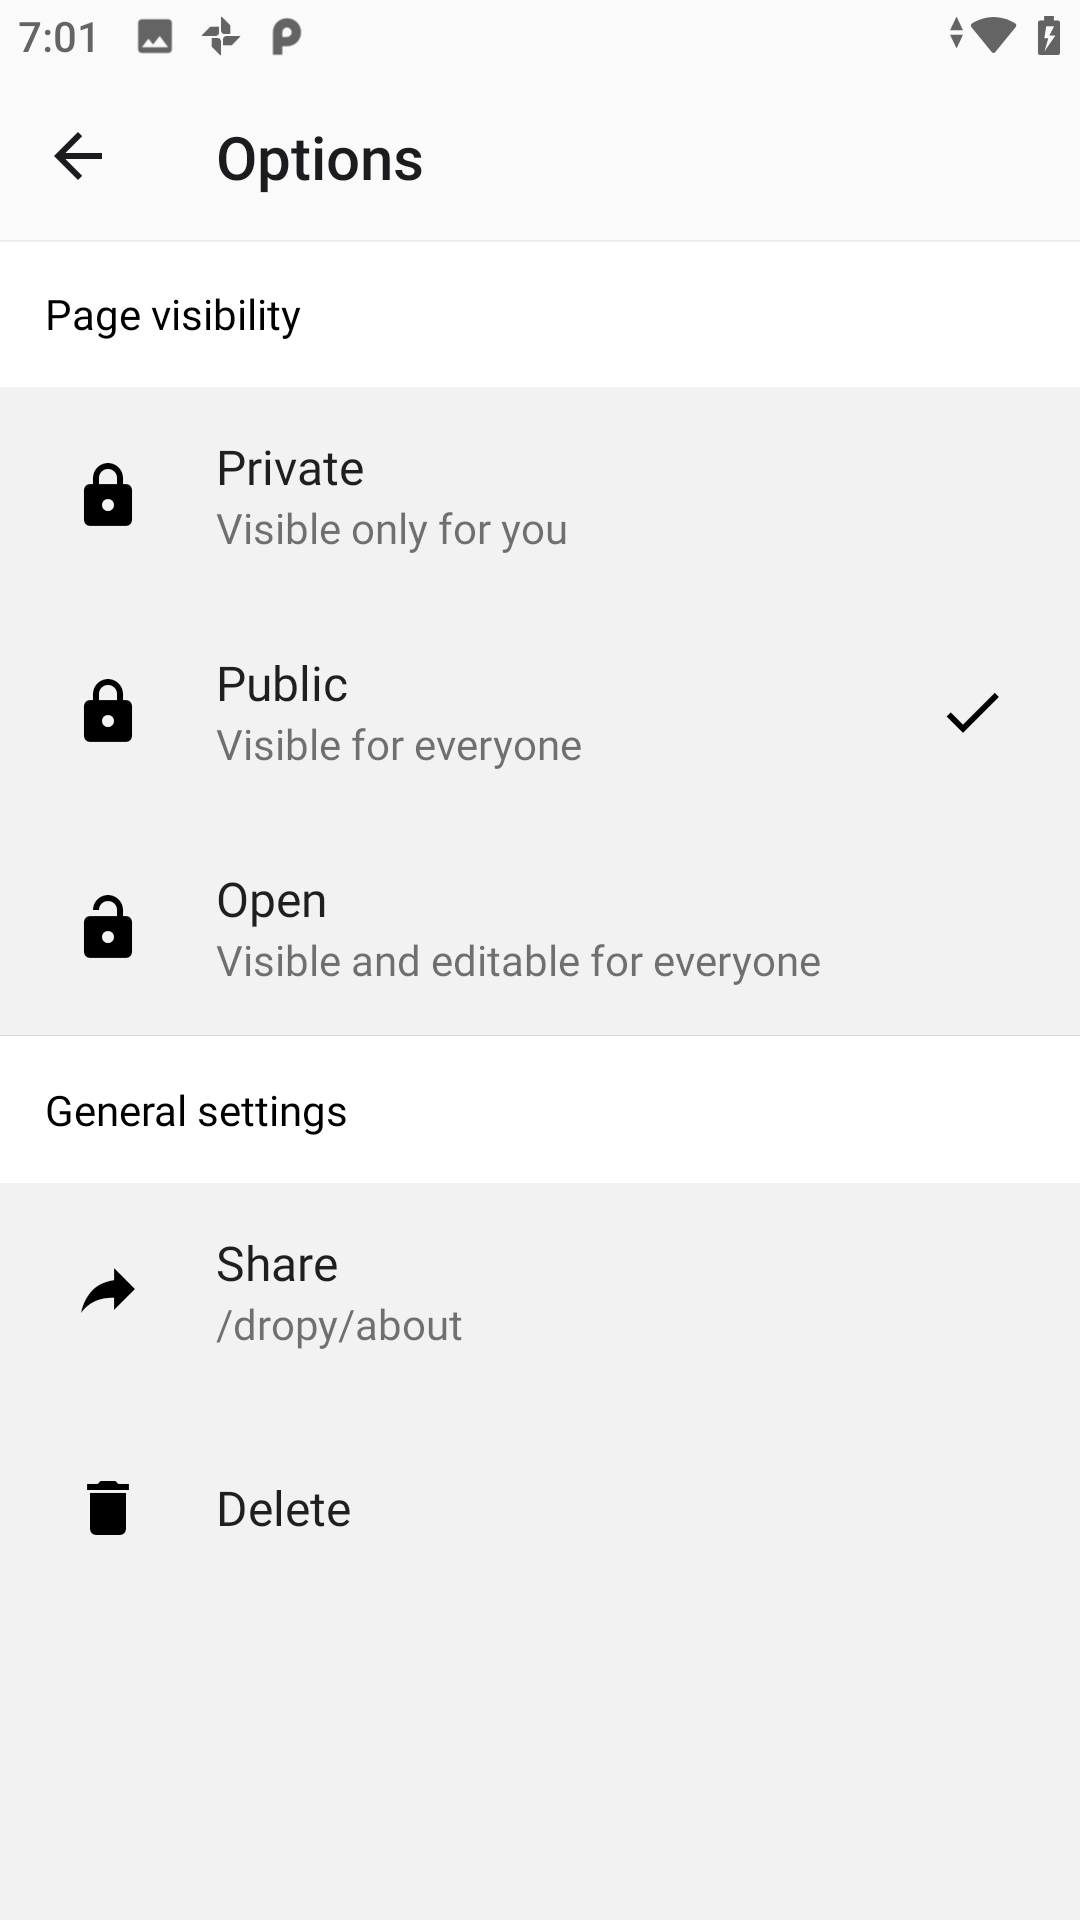 7:01
Options
Page visibility
Private
Visible only for you
Public
Visible for everyone
Open
Visible and editable for everyone
General settings
Share
/dropy/about
Delete